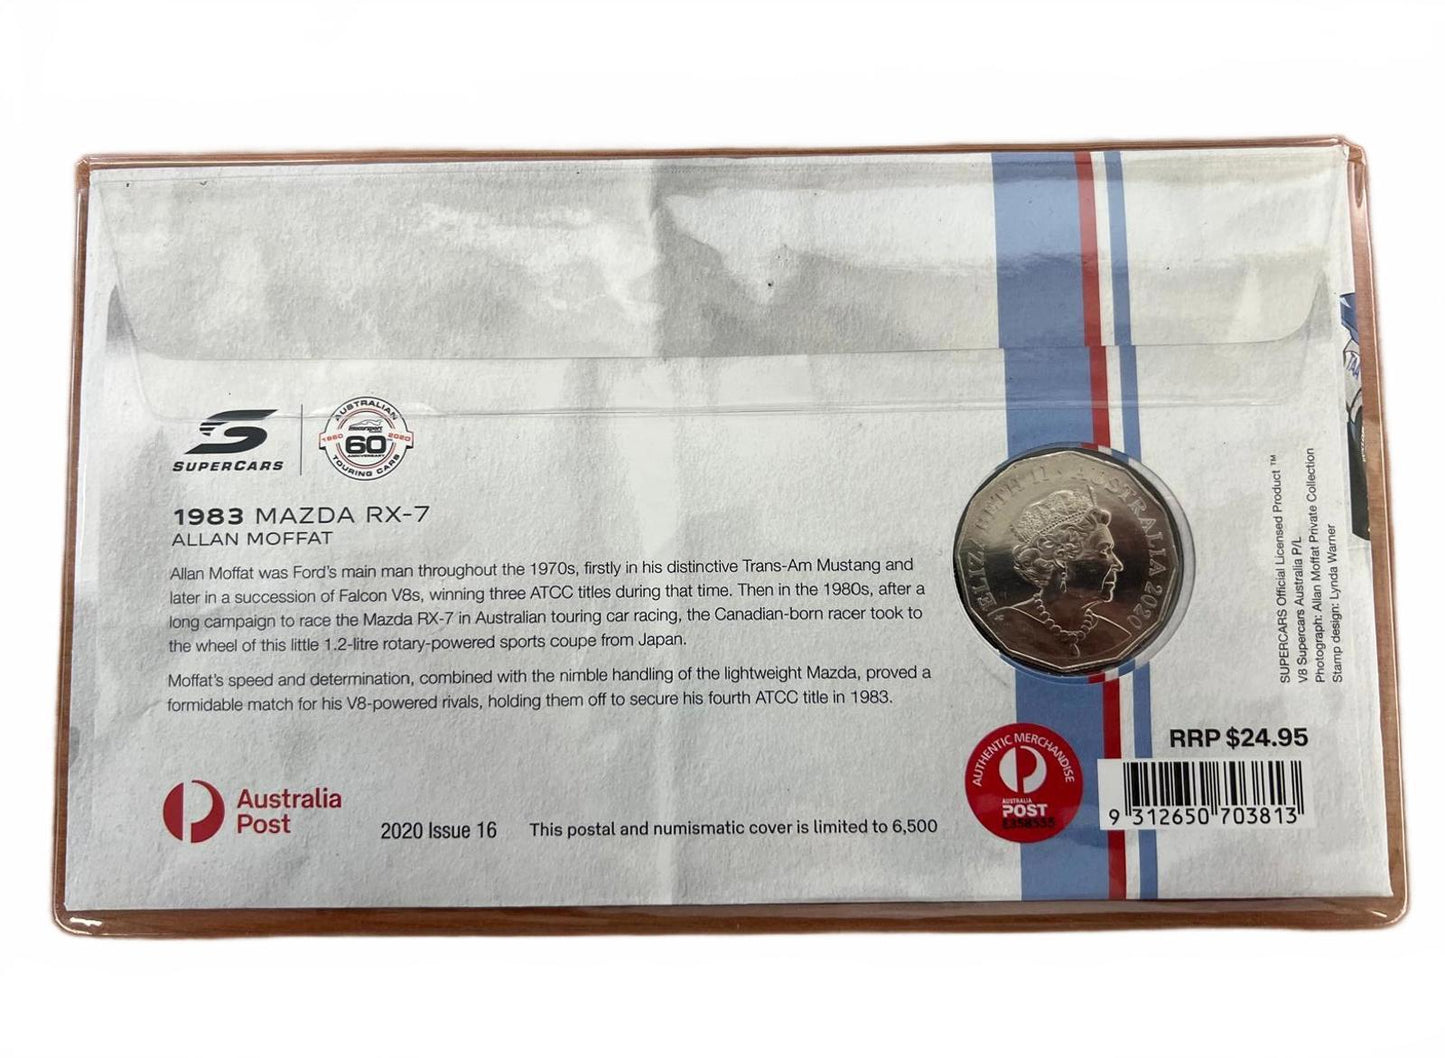 SUPERCARS
AUSTRALIAN
1960 2020
60
ANNIVERSARY
TOURING CARS
1983 MAZDA RX-7
ALLAN MOFFAT
Allan Moffat was Ford's main man throughout the 1970s, firstly in his distinctive Trans-Am Mustang and
later in a succession of Falcon V8s, winning three ATCC titles during that time. Then in the 1980s, after a
long campaign to race the Mazda RX-7 in Australian touring car racing, the Canadian-born racer took to
the wheel of this little 1.2-litre rotary-powered sports coupe from Japan.
Moffat's speed and determination, combined with the nimble handling of the lightweight Mazda, proved a
formidable match for his V8-powered rivals, holding them off to secure his fourth ATCC title in 1983.
Australia
Post
2020 Issue 16
This postal and numismatic cover is limited to 6,500
ELIZABETH II AUSTRALIA 2020
AUTHENTIC MERCHANDISE
AUSTRALIA
POST
RRP $24.95
9 312650 703813
SUPERCARS Official Licensed Product ™
V8 Supercars Australia P/L
Photograph: Allan Moffat Private Collection
Stamp design: Lynda Warner